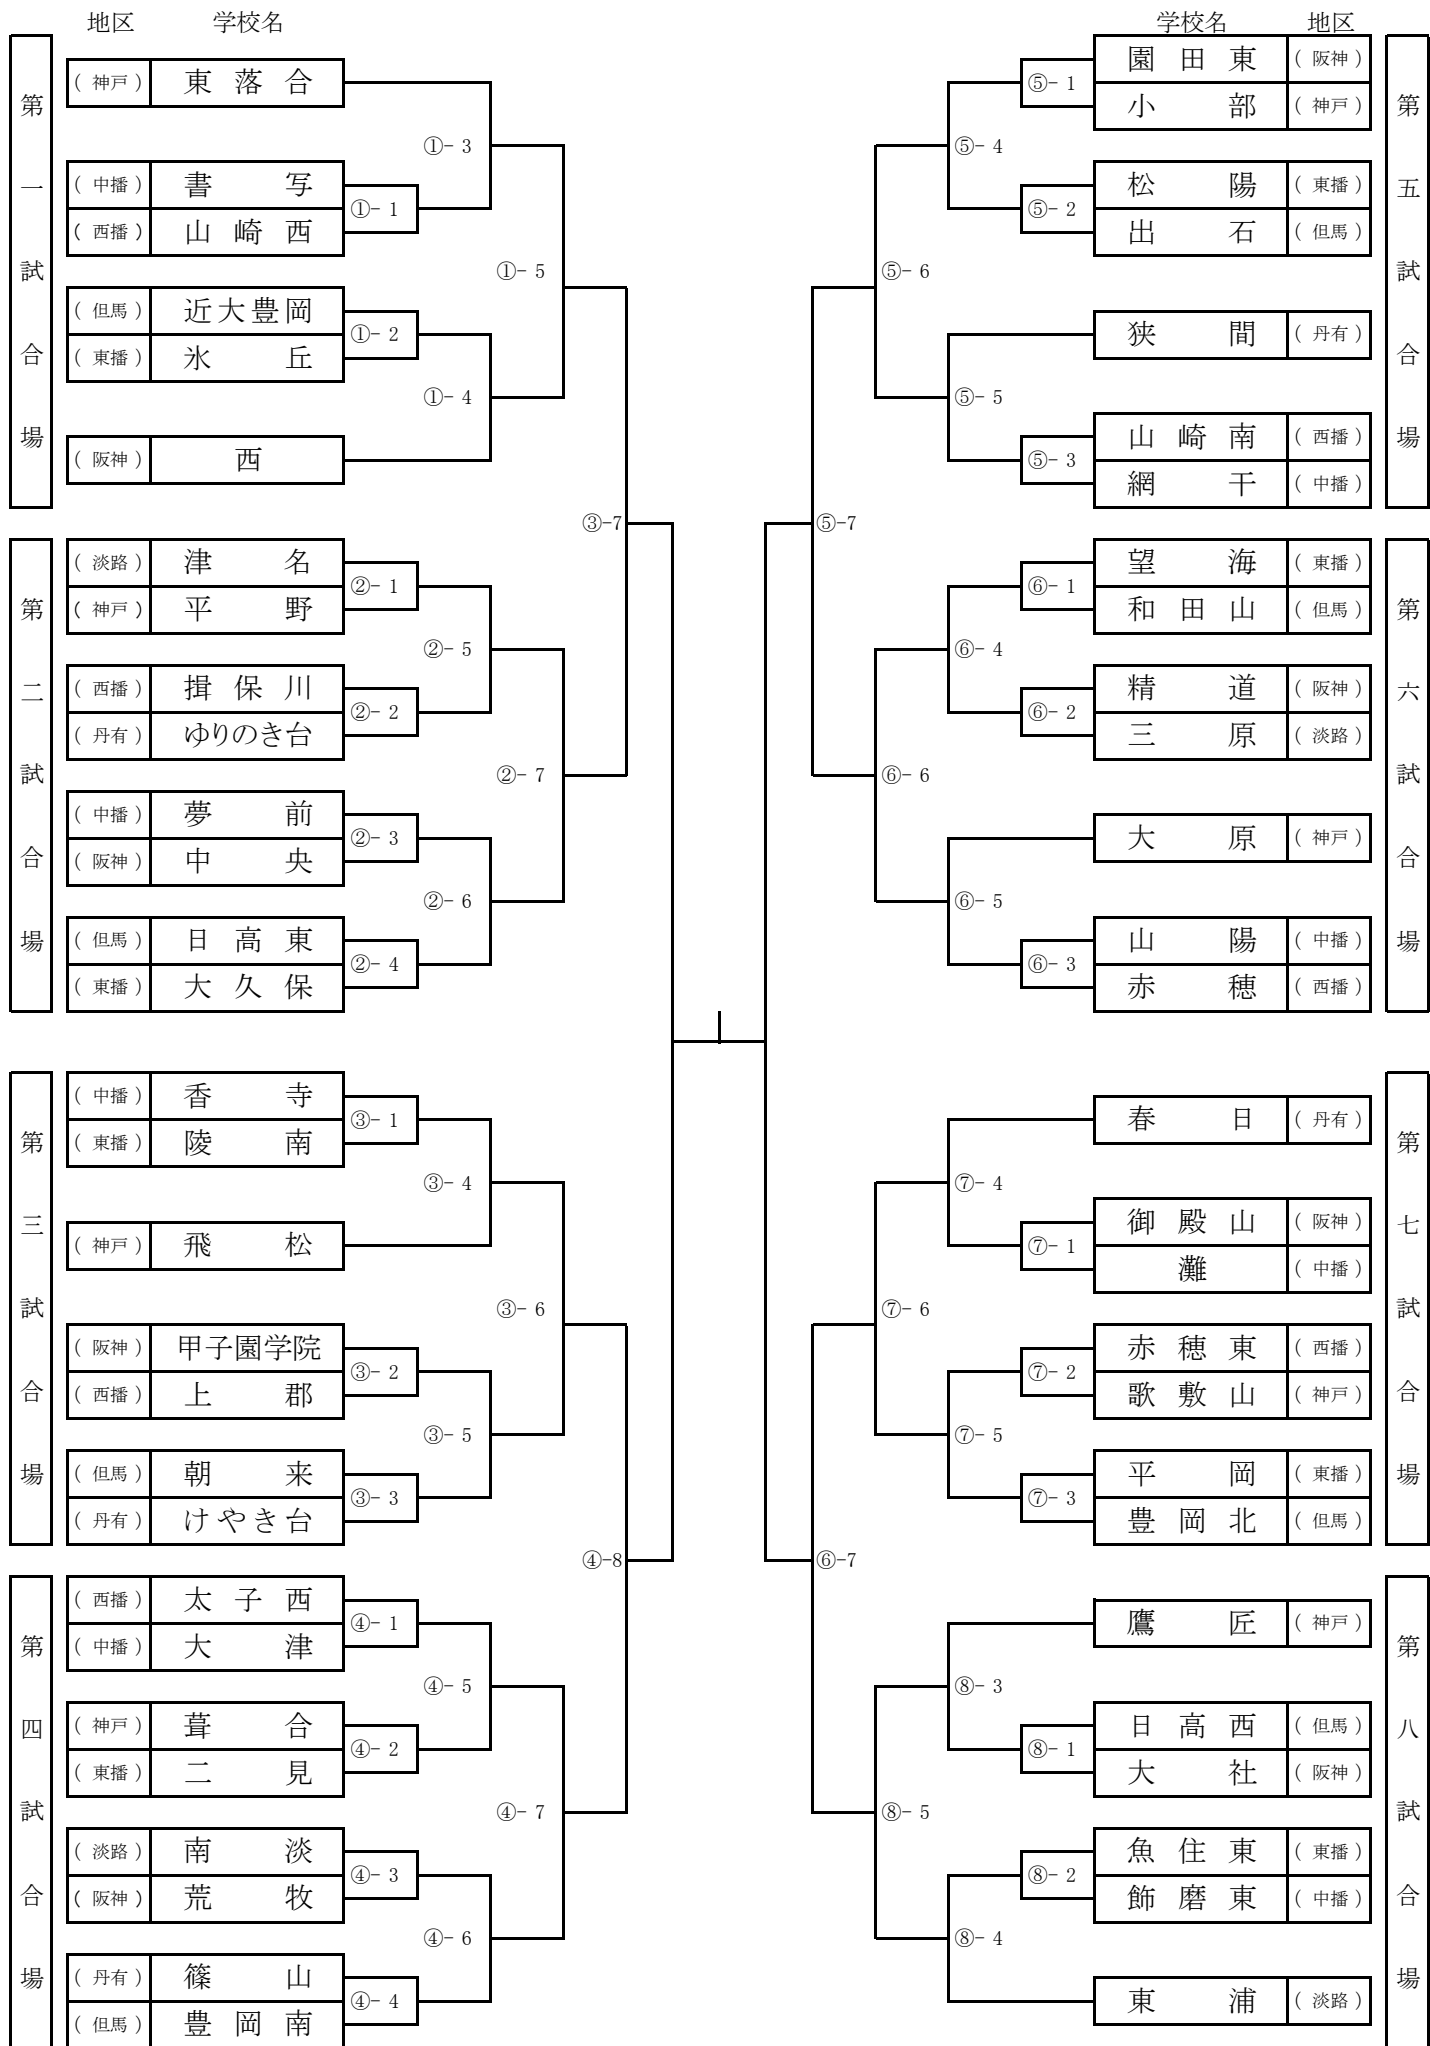 地区 学校名
第一試合場
( 神戸 ) 東落合
( 中播 ) 書写
( 西播 ) 山崎西
( 但馬 ) 近大豊岡
( 東播 ) 氷丘
( 阪神 ) 西
①- 1
①- 2
①- 3
①- 4
①- 5
第二試合場
( 淡路 ) 津名
( 神戸 ) 平野
( 西播 ) 揖保川
( 丹有 ) ゆりのき台
( 中播 ) 夢前
( 阪神 ) 中央
( 但馬 ) 日高東
( 東播 ) 大久保
②- 1
②- 2
②- 3
②- 4
②- 5
②- 6
②- 7
③-7
第三試合場
( 中播 ) 香寺
( 東播 ) 陵南
( 神戸 ) 飛松
( 阪神 ) 甲子園学院
( 西播 ) 上郡
( 但馬 ) 朝来
( 丹有 ) けやき台
③- 1
③- 2
③- 3
③- 4
③- 5
③- 6
第四試合場
( 西播 ) 太子西
( 中播 ) 大津
( 神戸 ) 葺合
( 東播 ) 二見
( 淡路 ) 南淡
( 阪神 ) 荒牧
( 丹有 ) 篠山
( 但馬 ) 豊岡南
④- 1
④- 2
④- 3
④- 4
④- 5
④- 6
④- 7
④-8
学校名 地区
第五試合場
園田東 ( 阪神 )
小部 ( 神戸 )
松陽 ( 東播 )
出石 ( 但馬 )
狭間 ( 丹有 )
山崎南 ( 西播 )
網干 ( 中播 )
⑤- 1
⑤- 2
⑤- 3
⑤- 4
⑤- 5
⑤- 6
⑤-7
第六試合場
望海 ( 東播 )
和田山 ( 但馬 )
精道 ( 阪神 )
三原 ( 淡路 )
大原 ( 神戸 )
山陽 ( 中播 )
赤穂 ( 西播 )
⑥- 1
⑥- 2
⑥- 3
⑥- 4
⑥- 5
⑥- 6
第七試合場
春日 ( 丹有 )
御殿山 ( 阪神 )
灘 ( 中播 )
赤穂東 ( 西播 )
歌敷山 ( 神戸 )
平岡 ( 東播 )
豊岡北 ( 但馬 )
⑦- 1
⑦- 2
⑦- 3
⑦- 4
⑦- 5
⑦- 6
⑥-7
第八試合場
鷹匠 ( 神戸 )
日高西 ( 但馬 )
大社 ( 阪神 )
魚住東 ( 東播 )
飾磨東 ( 中播 )
東浦 ( 淡路 )
⑧- 1
⑧- 2
⑧- 3
⑧- 4
⑧- 5